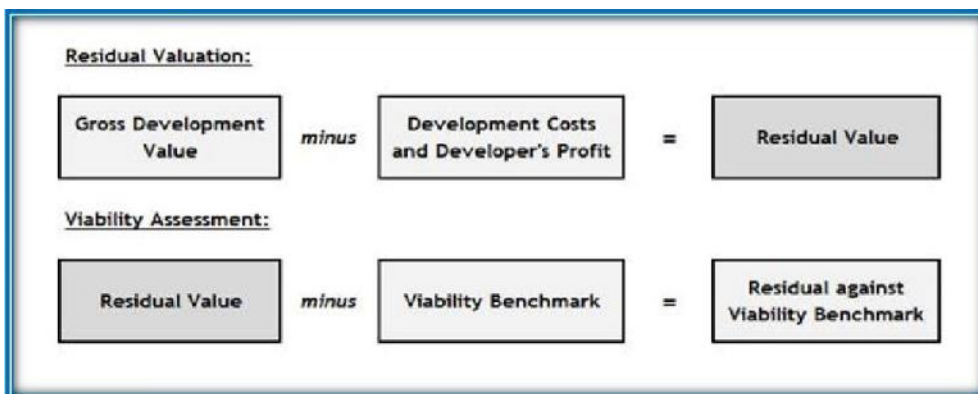 Residual Valuation:
Gross Development
Value
minus
Development Costs
and Developer's Profit
=
Residual Value
Viability Assessment:
Residual Value
minus
Viability Benchmark
=
Residual against
Viability Benchmark